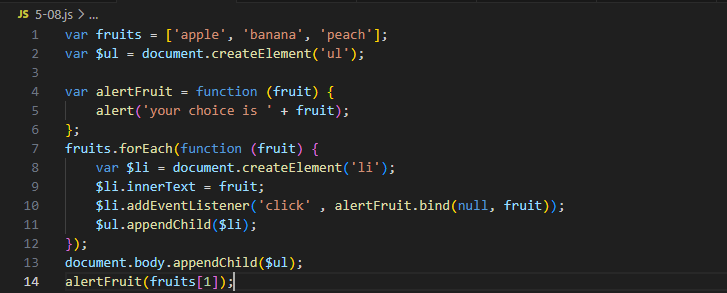 JS 5-08.js > ...
1 var fruits = ['apple', 'banana', 'peach'];
2 var $ul = document.createElement('ul');
3
4 var alertFruit = function (fruit) {
5     alert('your choice is ' + fruit);
6 };
7 fruits.forEach(function (fruit) {
8     var $li = document.createElement('li');
9     $li.innerText = fruit;
10     $li.addEventListener('click' , alertFruit.bind(null, fruit));
11     $ul.appendChild($li);
12 });
13 document.body.appendChild($ul);
14 alertFruit(fruits[1]);